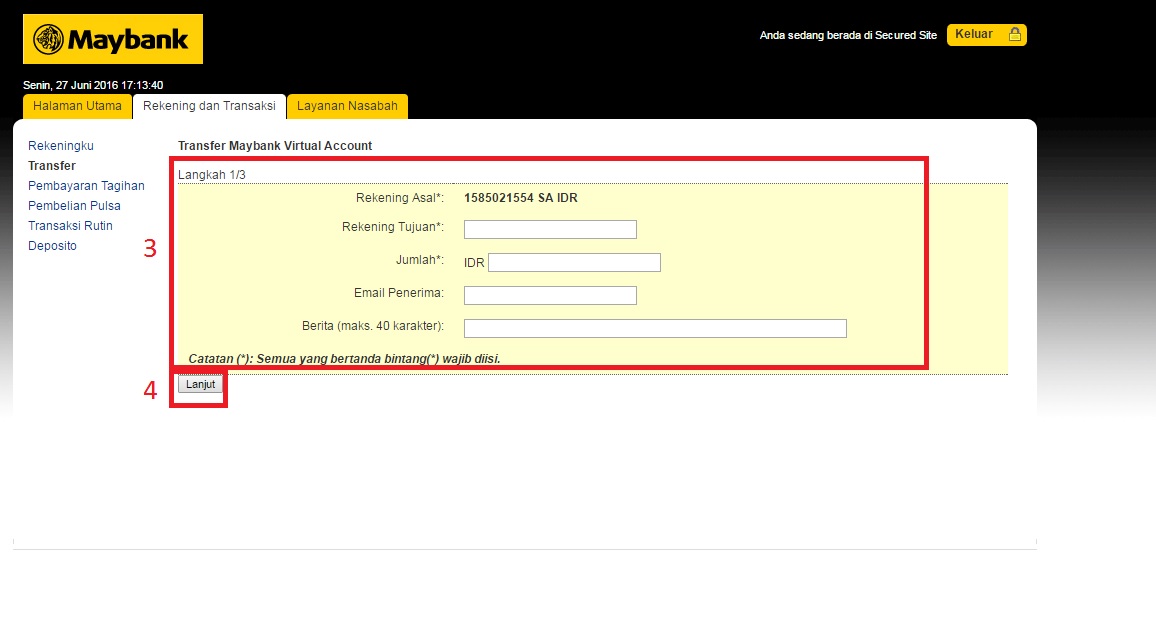 Maybank
Anda sedang berada di Secured Site
Keluar
Senin, 27 Juni 2016 17:13:40
Halaman Utama
Rekening dan Transaksi
Layanan Nasabah
Rekeningku
Transfer
Pembayaran Tagihan
Pembelian Pulsa
Transaksi Rutin
Deposito
Transfer Maybank Virtual Account
3
Langkah 1/3
Rekening Asal*: 1585021554 SA IDR
Rekening Tujuan*:
Jumlah*: IDR
Email Penerima:
Berita (maks. 40 karakter):
Catatan (*): Semua yang bertanda bintang(*) wajib diisi.
4
Lanjut